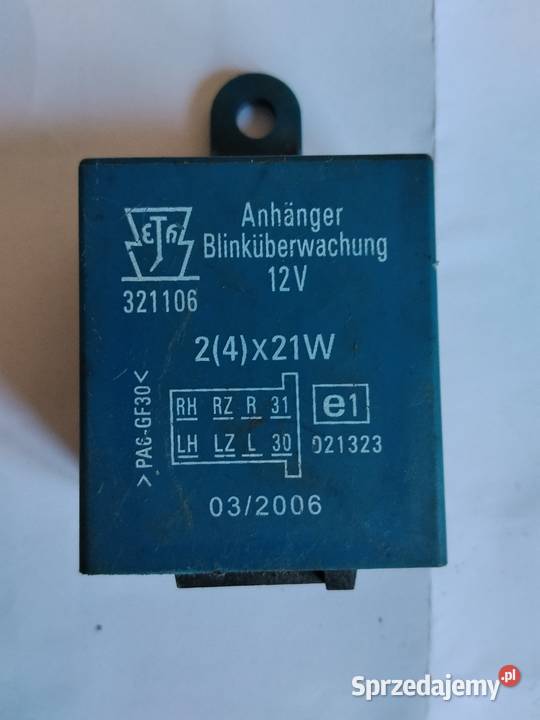 Anhänger
Blinküberwachung
12V
321106
2(4)x21W
>PA6-GF30<
RH RZ R 31
LH LZ L 30
e1
021323
03/2006
Sprzedajemy.pl